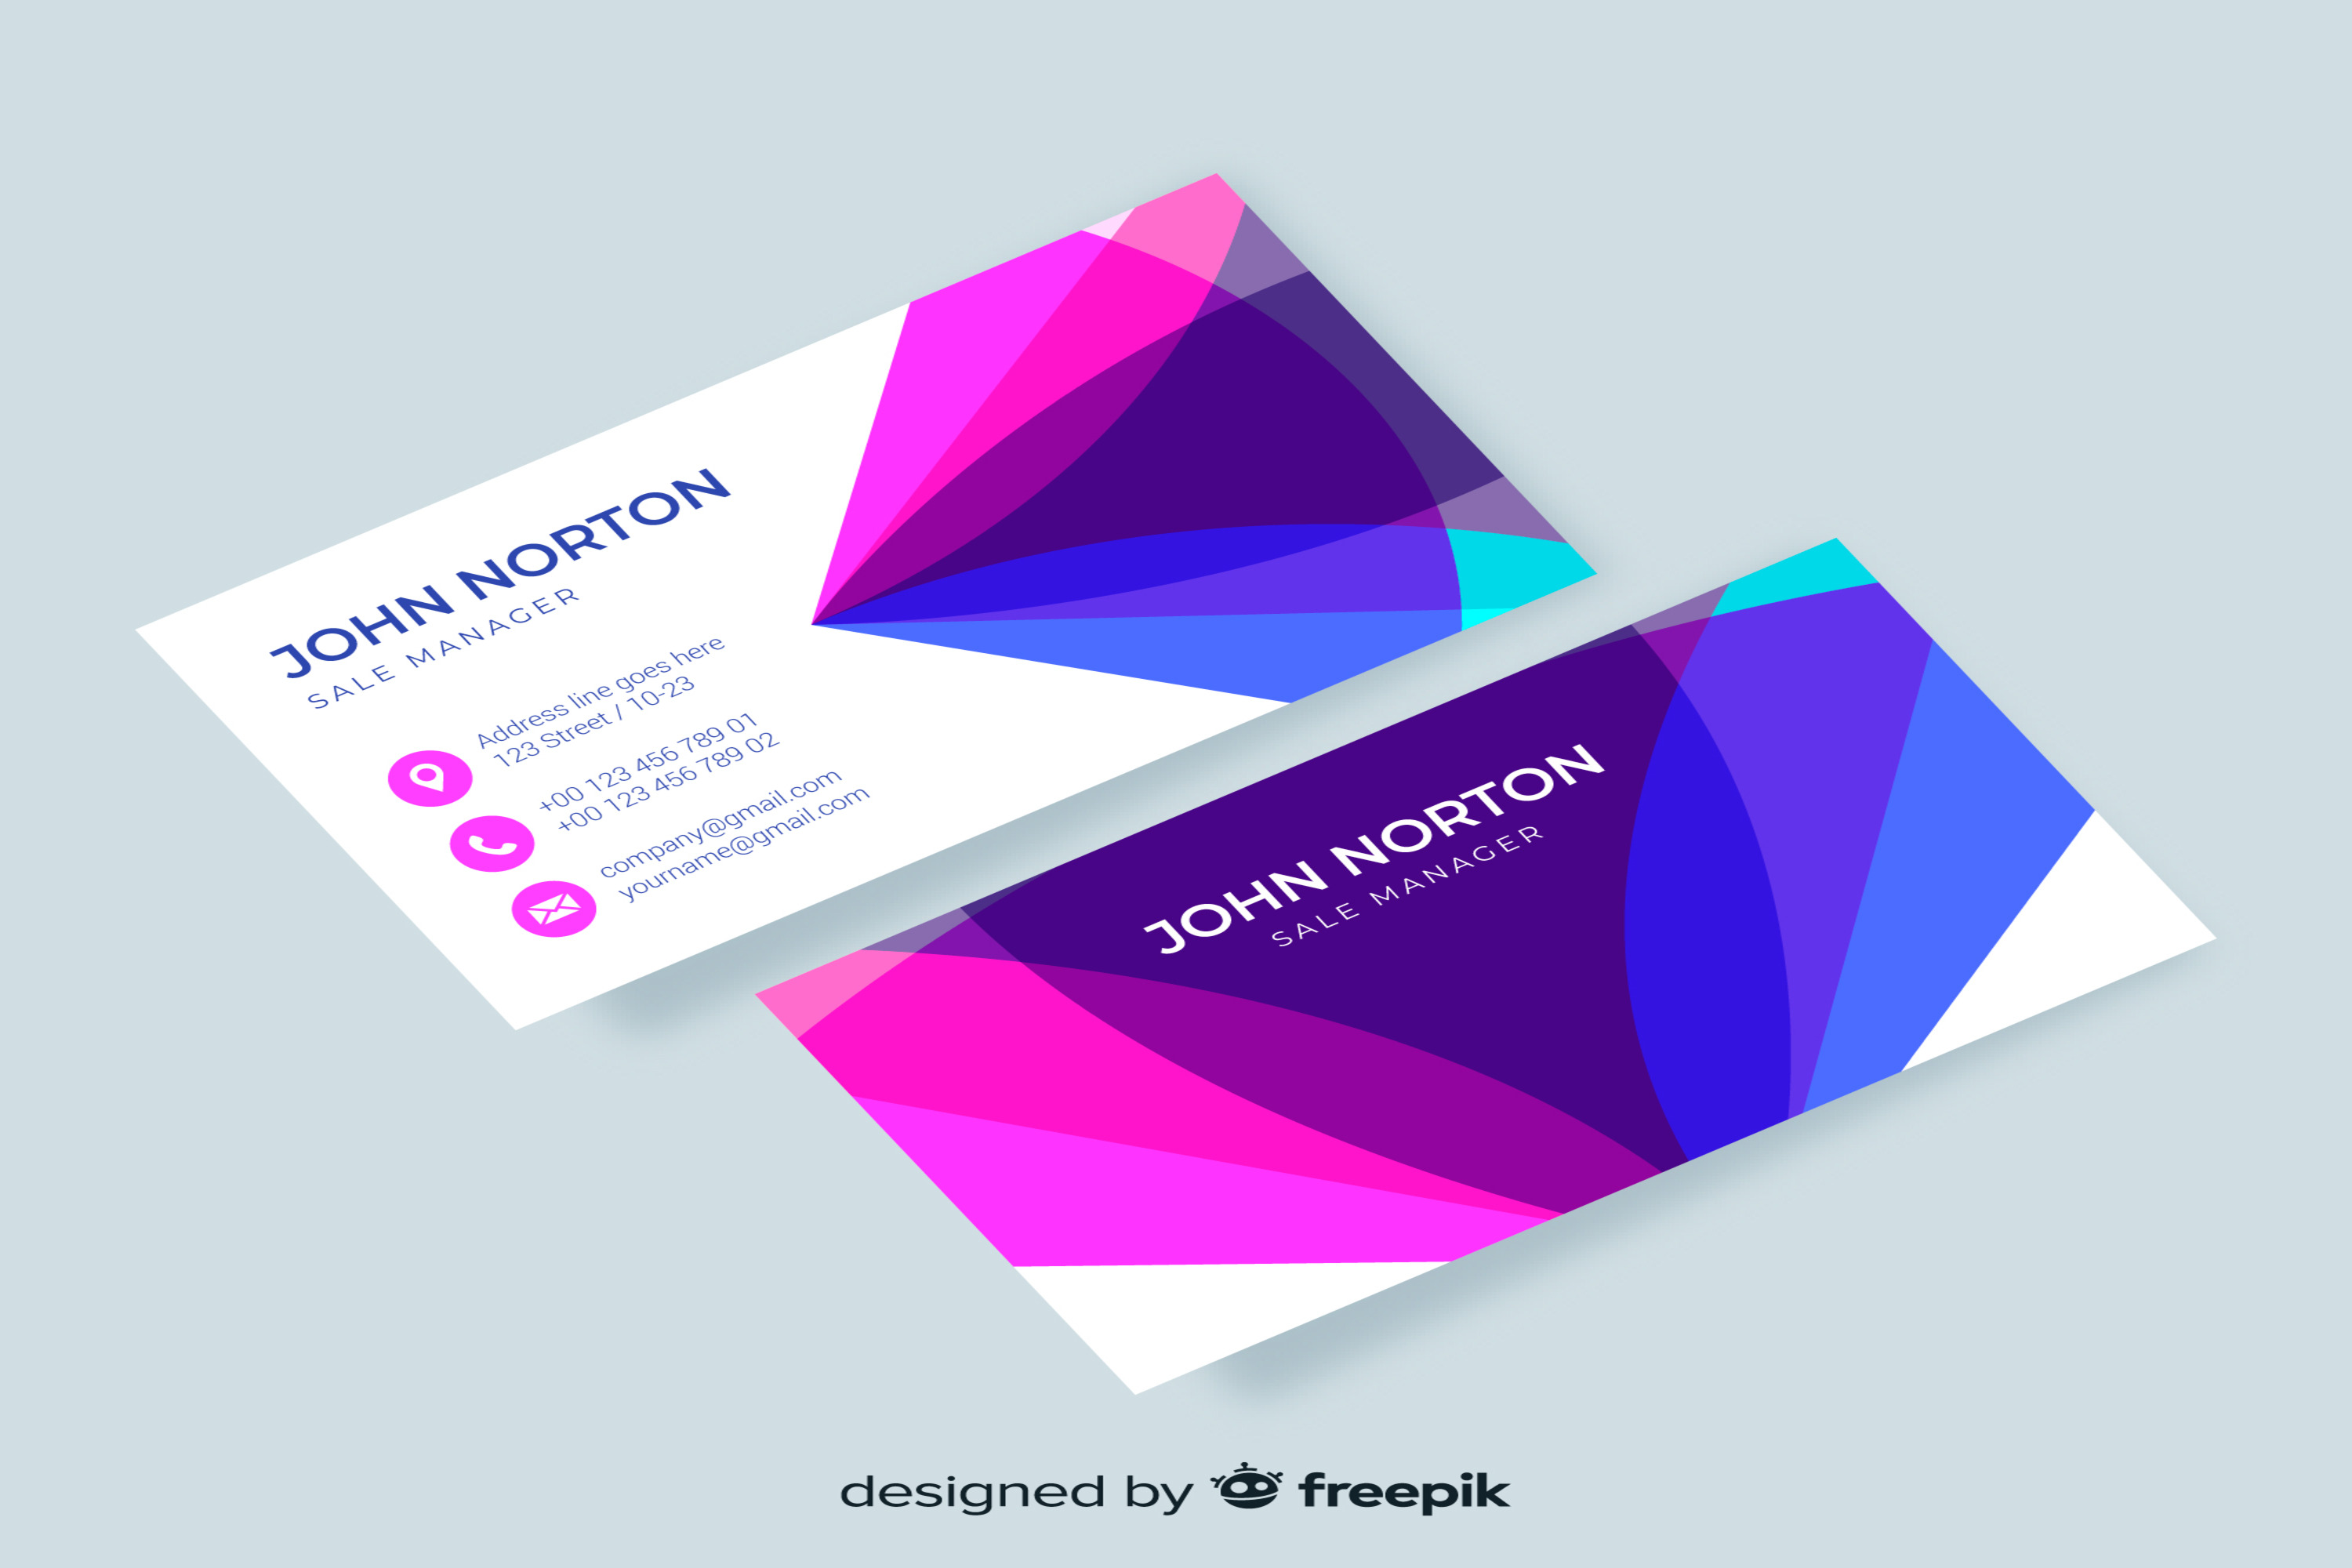 JOHN NORTON
SALE MANAGER
Address line goes here
123 Street / 10-23
+00 123 456 789 01
+00 123 456 789 02
company@gmail.com
yourname@gmail.com
JOHN NORTON
SALE MANAGER
designed by freepik